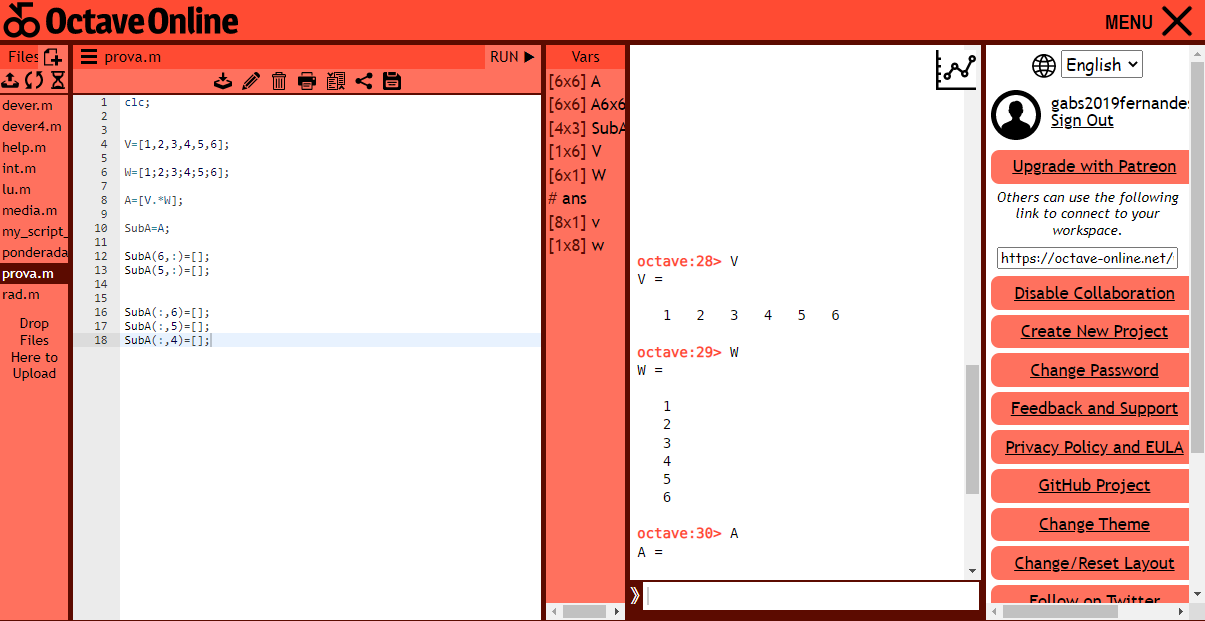 Octave Online
MENU
Files
dever.m
dever4.m
help.m
int.m
lu.m
media.m
my_script_
ponderada
prova.m
rad.m
Drop
Files
Here to
Upload
prova.m
RUN
1 clc;
2
3
4 V=[1,2,3,4,5,6];
5
6 W=[1;2;3;4;5;6];
7
8 A=[V.*W];
9
10 SubA=A;
11
12 SubA(6,:)=[];
13 SubA(5,:)=[];
14
15
16 SubA(:,6)=[];
17 SubA(:,5)=[];
18 SubA(:,4)=[];
Vars
[6x6] A
[6x6] A6x6
[4x3] SubA
[1x6] V
[6x1] W
# ans
[8x1] v
[1x8] w
octave:28> V
V =
1 2 3 4 5 6
octave:29> W
W =
1
2
3
4
5
6
octave:30> A
A =
English
gabs2019fernandes
Sign Out
Upgrade with Patreon
Others can use the following
link to connect to your
workspace.
https://octave-online.net/
Disable Collaboration
Create New Project
Change Password
Feedback and Support
Privacy Policy and EULA
GitHub Project
Change Theme
Change/Reset Layout
Follow on Twitter